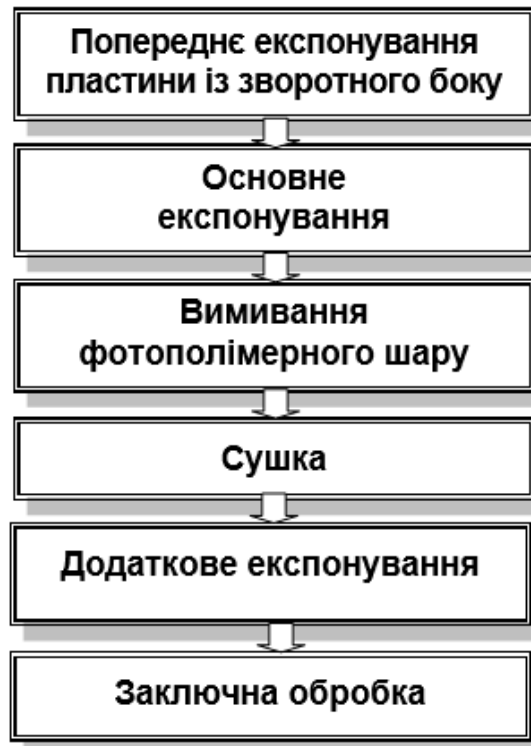 Попереднє експонування
пластини із зворотного боку
Основне
експонування
Вимивання
фотополімерного шару
Сушка
Додаткове експонування
Заключна обробка